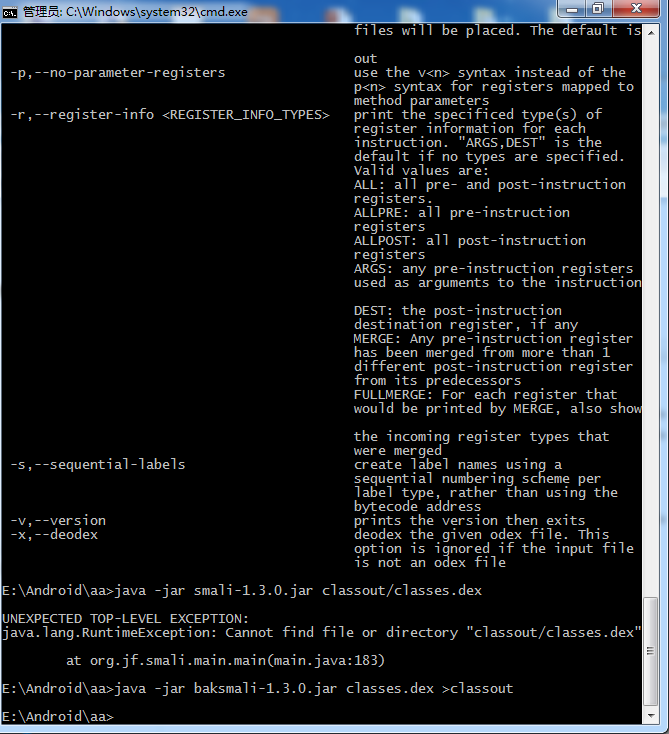 管理员: C:\Windows\system32\cmd.exe
files will be placed. The default is
out
-p,--no-parameter-registers use the v<n> syntax instead of the
p<n> syntax for registers mapped to
method parameters
-r,--register-info <REGISTER_INFO_TYPES> print the specificed type(s) of
register information for each
instruction. "ARGS,DEST" is the
default if no types are specified.
Valid values are:
ALL: all pre- and post-instruction
registers.
ALLPRE: all pre-instruction
registers
ALLPOST: all post-instruction
registers
ARGS: any pre-instruction registers
used as arguments to the instruction
DEST: the post-instruction
destination register, if any
MERGE: Any pre-instruction register
has been merged from more than 1
different post-instruction register
from its predecessors
FULLMERGE: For each register that
would be printed by MERGE, also show
the incoming register types that
were merged
-s,--sequential-labels create label names using a
sequential numbering scheme per
label type, rather than using the
bytecode address
-v,--version prints the version then exits
-x,--deodex deodex the given odex file. This
option is ignored if the input file
is not an odex file
E:\Android\aa>java -jar smali-1.3.0.jar classout/classes.dex
UNEXPECTED TOP-LEVEL EXCEPTION:
java.lang.RuntimeException: Cannot find file or directory "classout/classes.dex"
at org.jf.smali.main.main(main.java:183)
E:\Android\aa>java -jar baksmali-1.3.0.jar classes.dex >classout
E:\Android\aa>